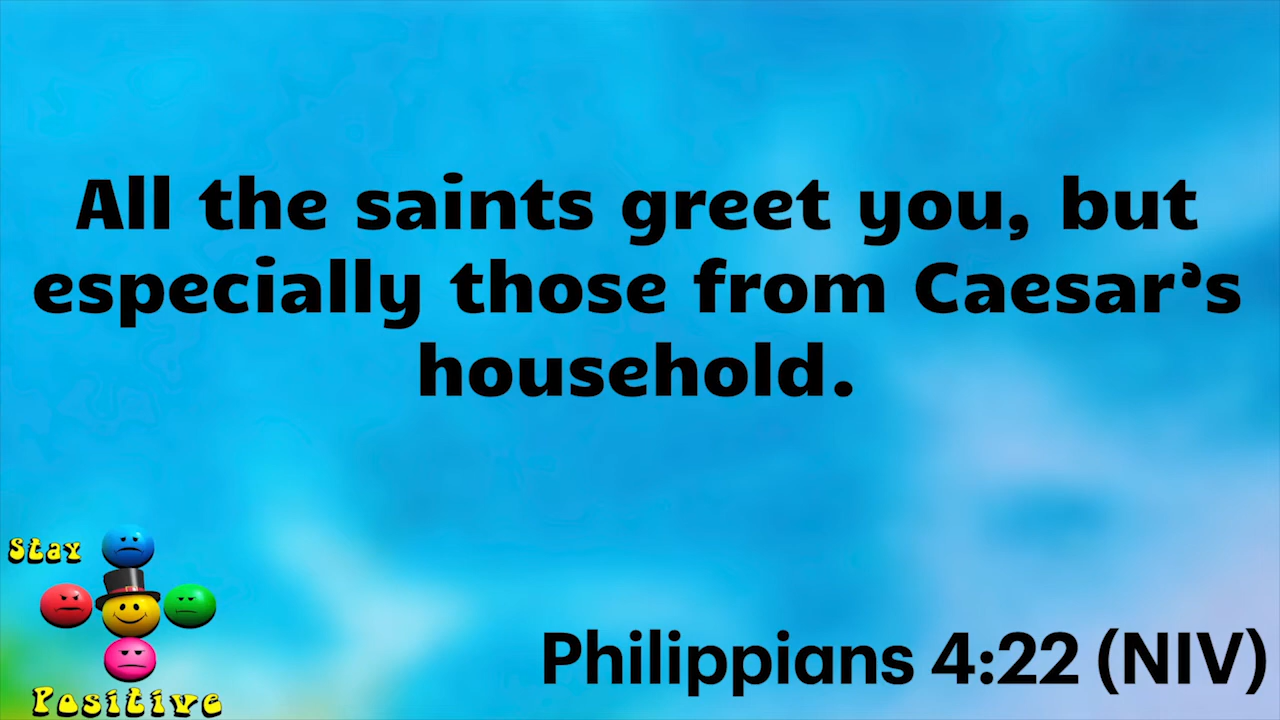 All the saints greet you, but
especially those from Caesar’s
household.
Stay
Positive
Philippians 4:22 (NIV)